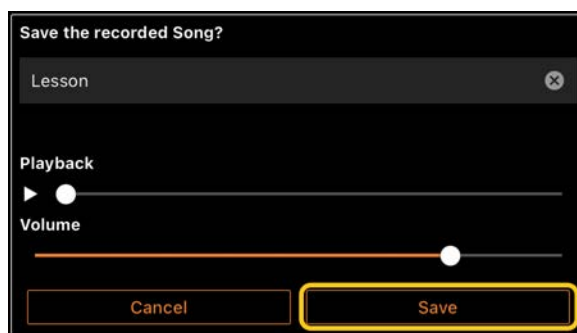 Save the recorded Song?
Lesson
Playback
Volume
Cancel Save